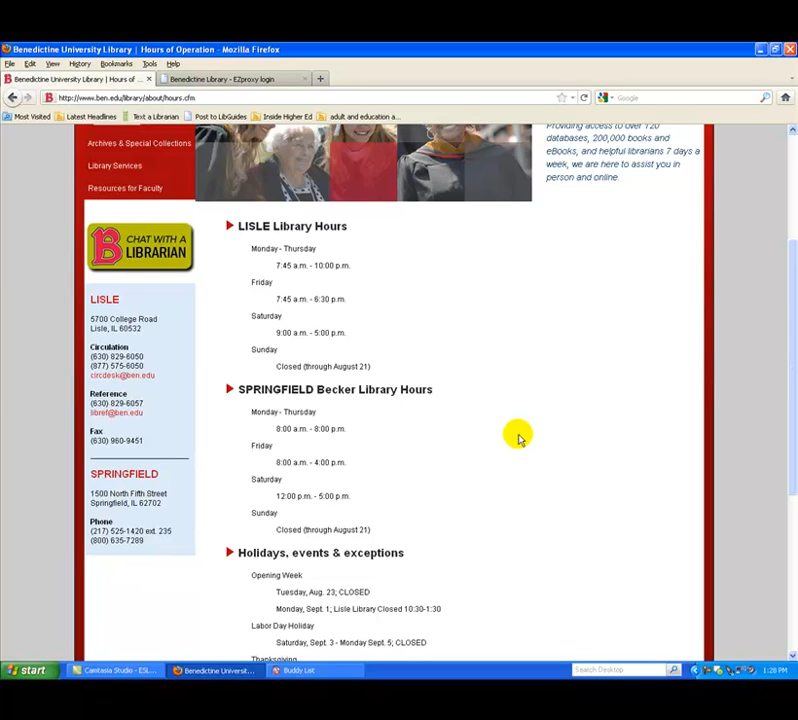 Benedictine University Library | Hours of Operation - Mozilla Firefox
File Edit View History Bookmarks Tools Help
Benedictine University Library | Hours of ... Benedictine Library - EZproxy login
http://www.ben.edu/library/about/hours.cfm Google
Most Visited Latest Headlines Text a Librarian Post to LibGuides Inside Higher Ed adult and education a...
Providing access to over 120
databases, 200,000 books and
eBooks, and helpful librarians 7 days a
week, we are here to assist you in
person and online.
Archives & Special Collections
Library Services
Resources for Faculty
CHAT WITH A
LIBRARIAN
LISLE
5700 College Road
Lisle, IL 60532
Circulation
(630) 829-6050
(877) 575-6050
circdesk@ben.edu
Reference
(630) 829-6057
libref@ben.edu
Fax
(630) 960-9451
SPRINGFIELD
1500 North Fifth Street
Springfield, IL 62702
Phone
(217) 525-1420 ext. 235
(800) 635-7289
LISLE Library Hours
Monday - Thursday
7:45 a.m. - 10:00 p.m.
Friday
7:45 a.m. - 6:30 p.m.
Saturday
9:00 a.m. - 5:00 p.m.
Sunday
Closed (through August 21)
SPRINGFIELD Becker Library Hours
Monday - Thursday
8:00 a.m. - 8:00 p.m.
Friday
8:00 a.m. - 4:00 p.m.
Saturday
12:00 p.m. - 5:00 p.m.
Sunday
Closed (through August 21)
Holidays, events & exceptions
Opening Week
Tuesday, Aug. 23; CLOSED
Monday, Sept. 1; Lisle Library Closed 10:30-1:30
Labor Day Holiday
Saturday, Sept. 3 - Monday Sept. 5; CLOSED
Thanksgiving
start Camtasia Studio - ESL... Benedictine Universit... Buddy List Search Desktop 1:28 PM